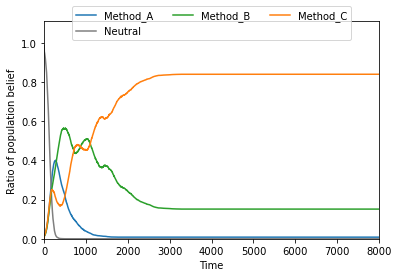 Method_A Method_B Method_C
Neutral
1.0
0.8
0.6
0.4
0.2
0.0
Ratio of population belief
0 1000 2000 3000 4000 5000 6000 7000 8000
Time